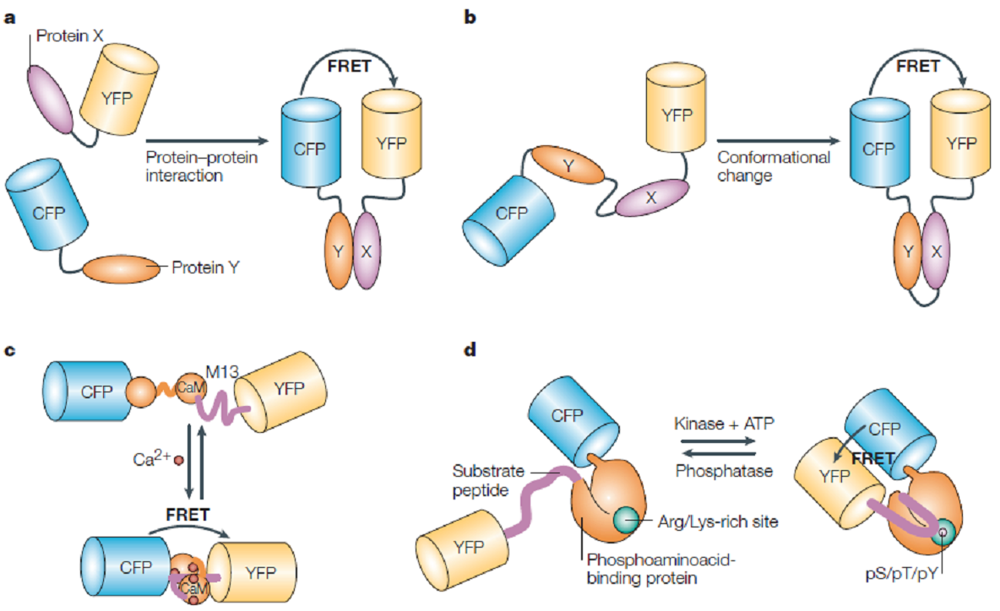 a
Protein X
YFP
CFP
Protein Y
Protein–protein
interaction
FRET
CFP
YFP
Y
X
b
CFP
Y
X
YFP
Conformational
change
FRET
CFP
YFP
Y
X
c
CFP
CaM
M13
YFP
Ca2+
FRET
CFP
CaM
YFP
d
CFP
Substrate
peptide
YFP
Arg/Lys-rich site
Phosphoaminoacid-
binding protein
Kinase + ATP
Phosphatase
CFP
FRET
YFP
P
pS/pT/pY